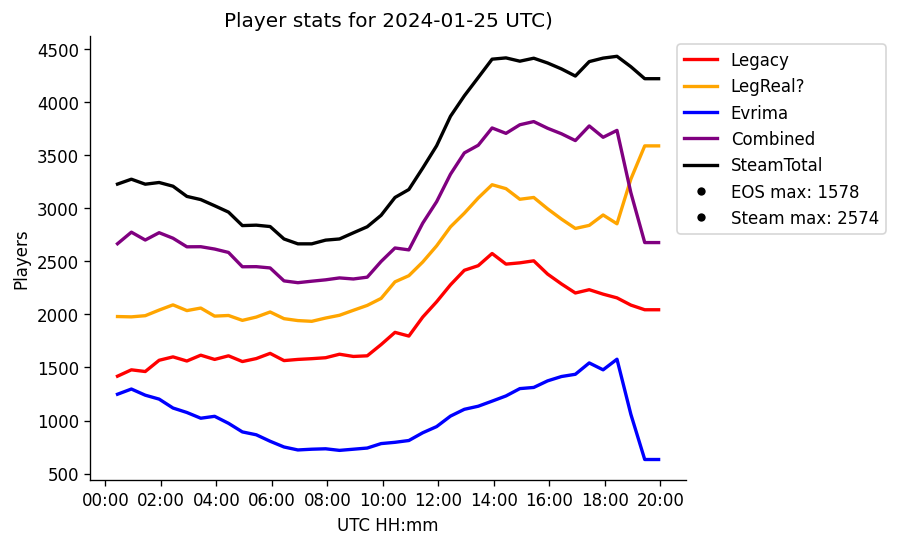 Player stats for 2024-01-25 UTC)
4500
4000
3500
3000
2500
2000
1500
1000
500
Players
00:00 02:00 04:00 06:00 08:00 10:00 12:00 14:00 16:00 18:00 20:00
UTC HH:mm
Legacy
LegReal?
Evrima
Combined
SteamTotal
EOS max: 1578
Steam max: 2574